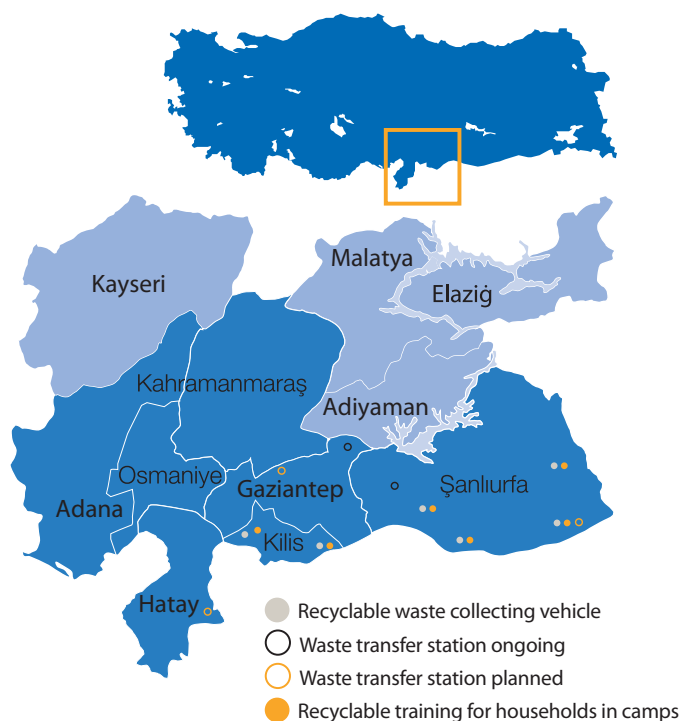 Malatya
Kayseri
Elaziġ
Kahramanmaraş
Adiyaman
Osmaniye
Gaziantep
Şanlıurfa
Adana
Kilis
Hatay
Recyclable waste collecting vehicle
Waste transfer station ongoing
Waste transfer station planned
Recyclable training for households in camps